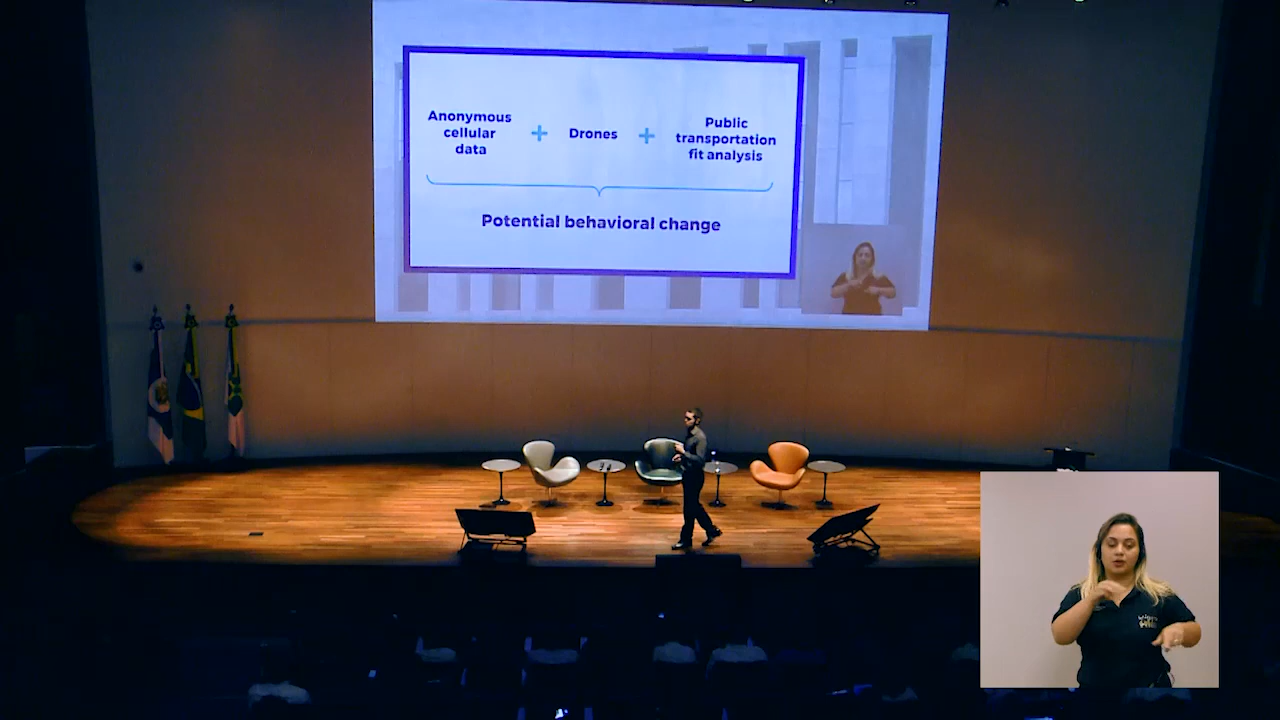 Anonymous
cellular
data
+
Drones
+
Public
transportation
fit analysis
Potential behavioral change